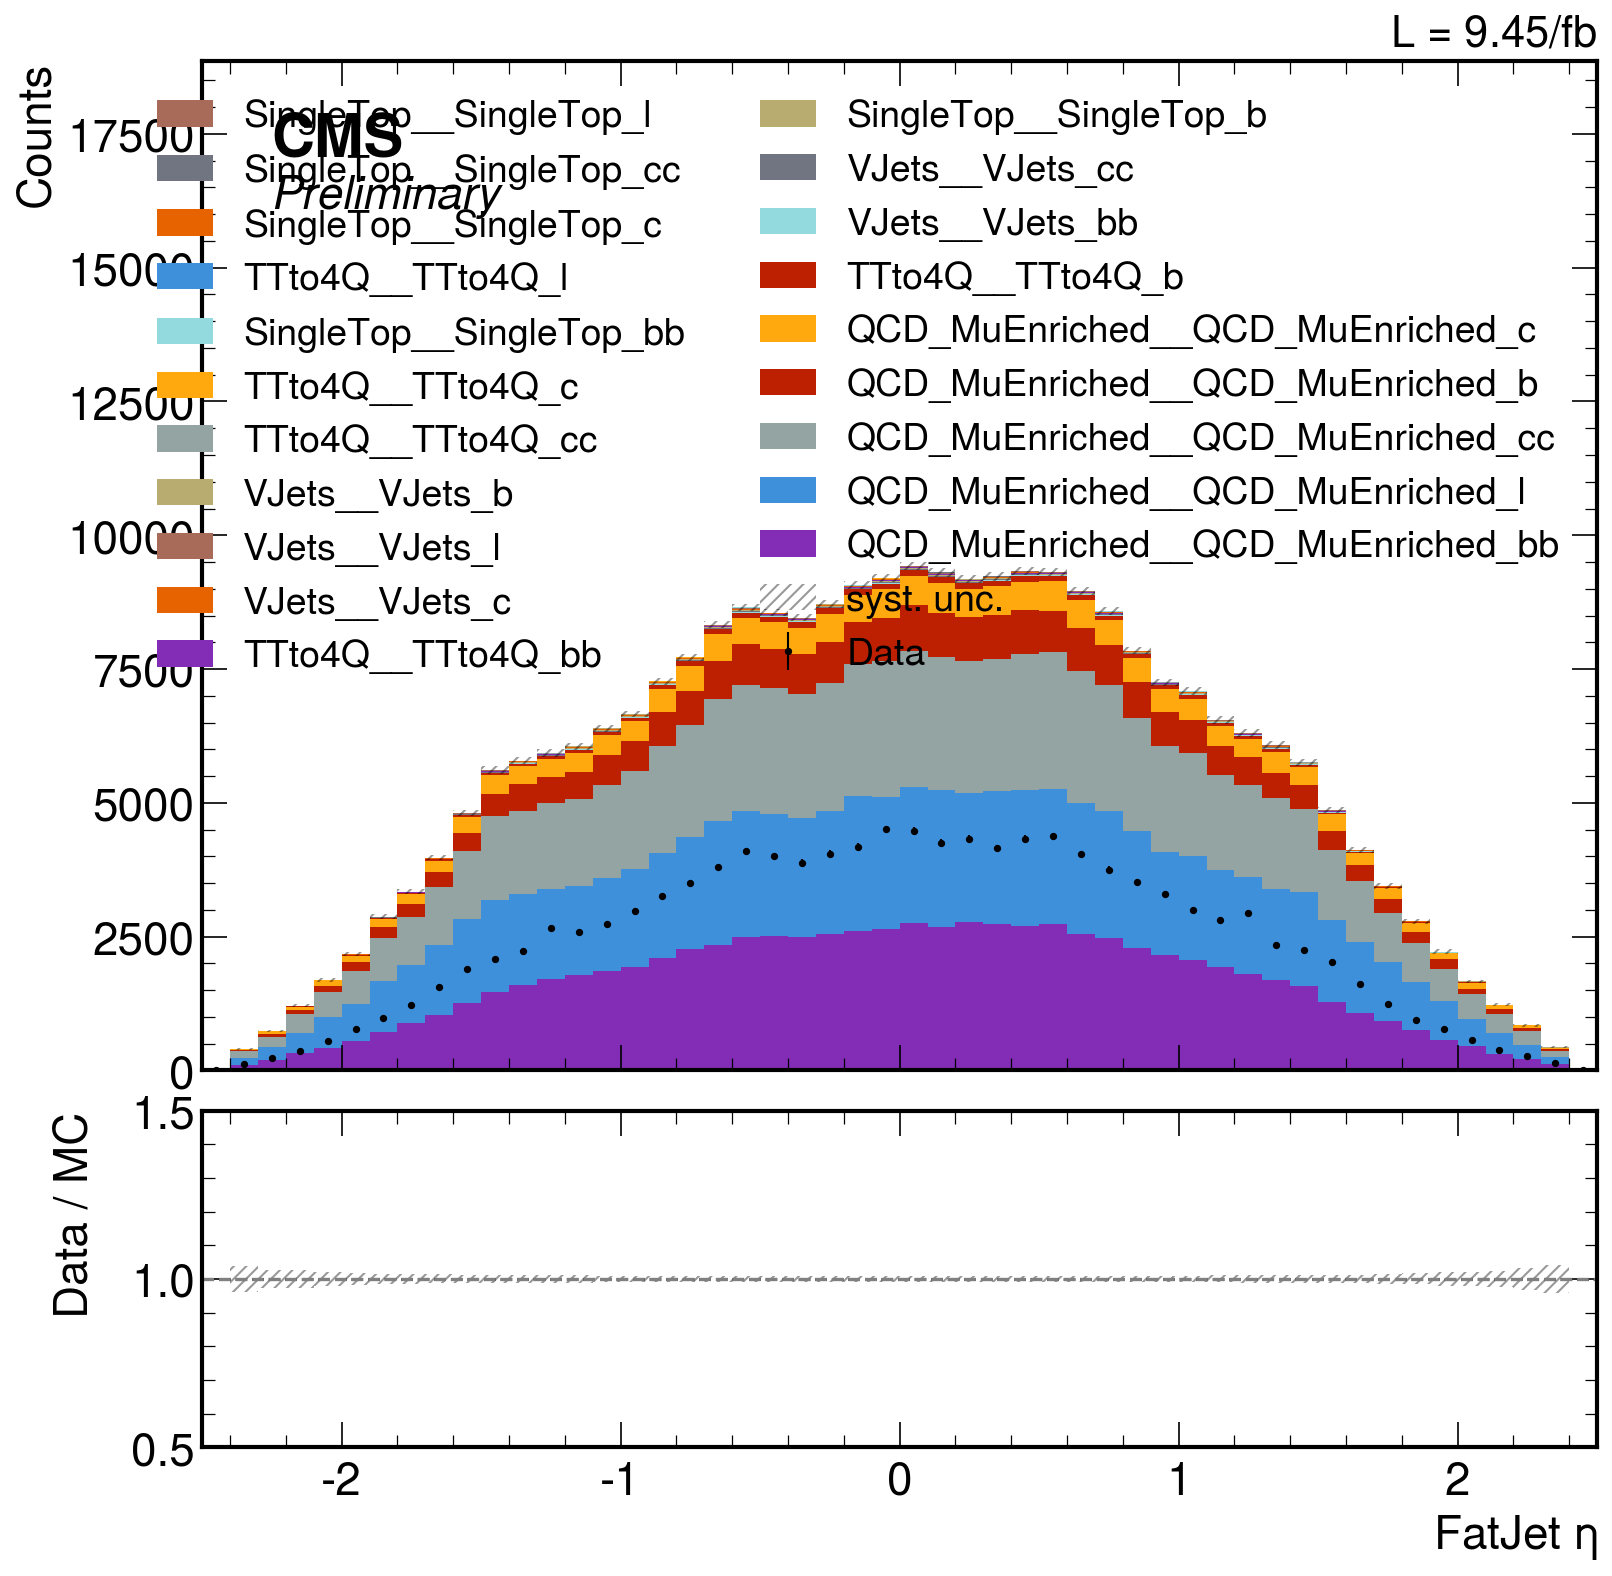 L = 9.45/fb
Counts
17500
15000
12500
10000
7500
5000
2500
0
CMS
Preliminary
SingleTop__SingleTop_l
SingleTop__SingleTop_cc
SingleTop__SingleTop_c
TTto4Q__TTto4Q_l
SingleTop__SingleTop_bb
TTto4Q__TTto4Q_c
TTto4Q__TTto4Q_cc
VJets__VJets_b
VJets__VJets_l
VJets__VJets_c
TTto4Q__TTto4Q_bb
SingleTop__SingleTop_b
VJets__VJets_cc
VJets__VJets_bb
TTto4Q__TTto4Q_b
QCD_MuEnriched__QCD_MuEnriched_c
QCD_MuEnriched__QCD_MuEnriched_b
QCD_MuEnriched__QCD_MuEnriched_cc
QCD_MuEnriched__QCD_MuEnriched_l
QCD_MuEnriched__QCD_MuEnriched_bb
syst. unc.
Data
Data / MC
1.5
1.0
0.5
-2 -1 0 1 2
FatJet η